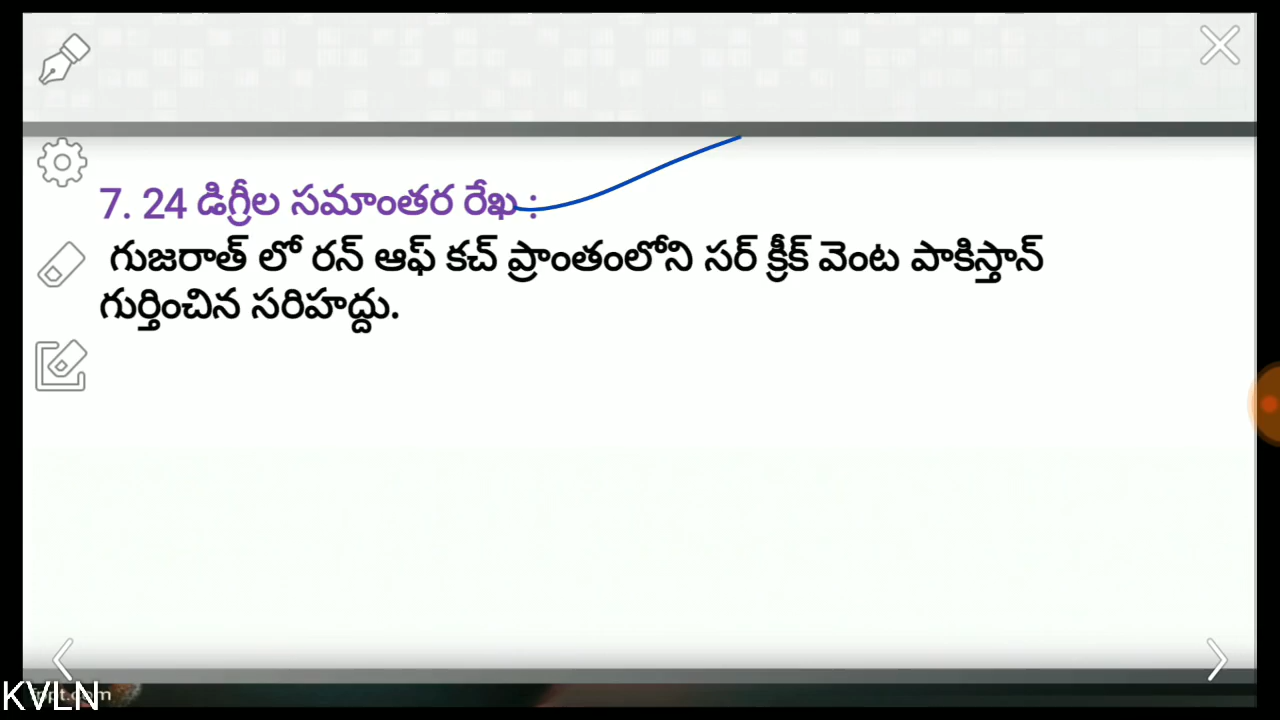 7. 24 డిగ్రీల సమాంతర రేఖ :
గుజరాత్ లో రన్ ఆఫ్ కచ్ ప్రాంతంలోని సర్ క్రీక్ వెంట పాకిస్తాన్
గుర్తించిన సరిహద్దు.
KVLN